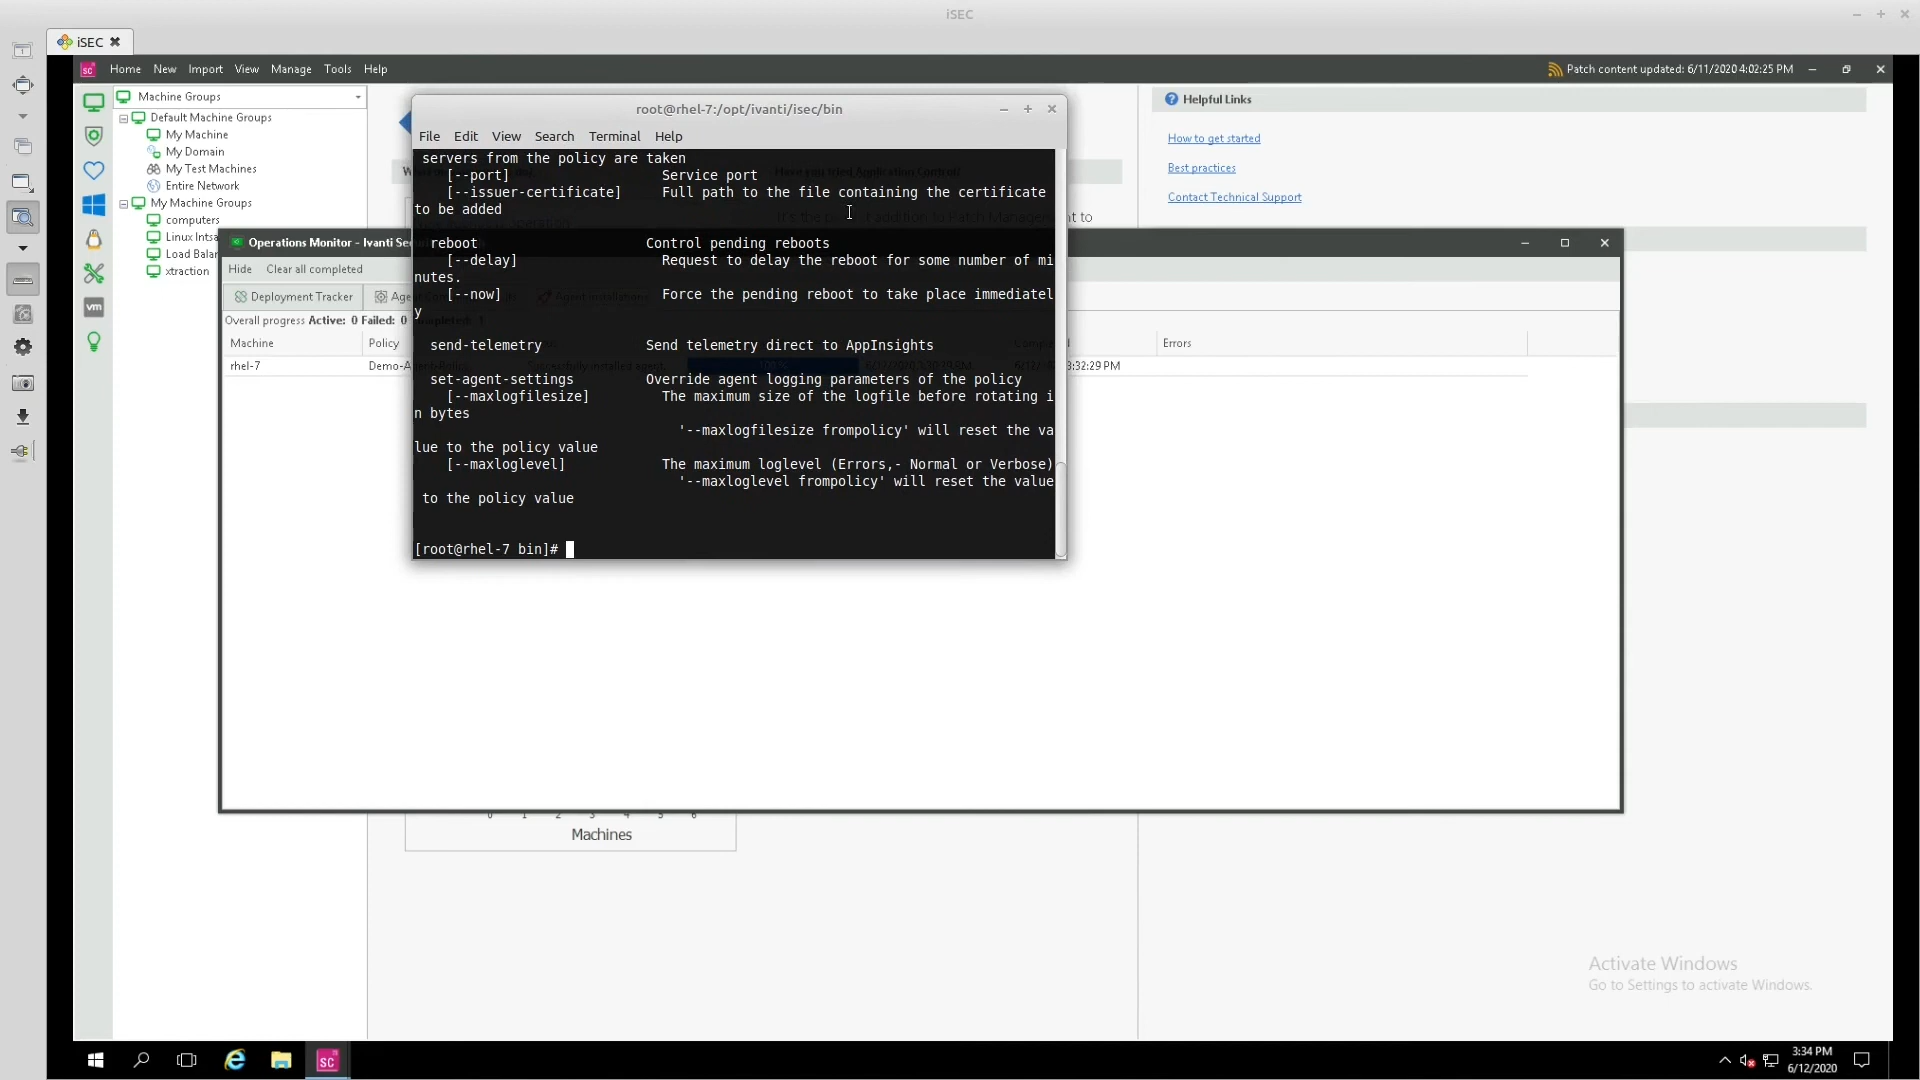 iSEC
iSEC
Home New Import View Manage Tools Help
Patch content updated: 6/11/2020 4:02:25 PM
Machine Groups
Default Machine Groups
My Machine
My Domain
My Test Machines
Entire Network
My Machine Groups
computers
Linux Intsa
Load Balar
xtraction
Helpful Links
How to get started
Best practices
Contact Technical Support
root@rhel-7:/opt/ivanti/isec/bin
File Edit View Search Terminal Help
servers from the policy are taken
[--port] Service port
[--issuer-certificate] Full path to the file containing the certificate
to be added
reboot Control pending reboots
[--delay] Request to delay the reboot for some number of mi
nutes.
[--now] Force the pending reboot to take place immediatel
y
send-telemetry Send telemetry direct to AppInsights
set-agent-settings Override agent logging parameters of the policy
[--maxlogfilesize] The maximum size of the logfile before rotating i
n bytes
'--maxlogfilesize frompolicy' will reset the va
lue to the policy value
[--maxloglevel] The maximum loglevel (Errors,- Normal or Verbose)
'--maxloglevel frompolicy' will reset the value
to the policy value
[root@rhel-7 bin]#
Operations Monitor - Ivanti Se
Hide Clear all completed
Deployment Tracker
Overall progress Active: 0 Failed: 0
Machine Policy Errors
rhel-7 Demo-A 3:32:29 PM
0 1 2 3 4 5 6
Machines
Activate Windows
Go to Settings to activate Windows.
sc
vm
sc
3:34 PM
6/12/2020